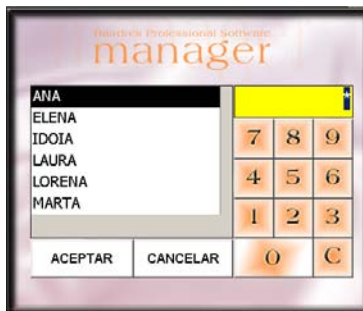 Professional Software
manager
ANA
ELENA
IDOIA
LAURA
LORENA
MARTA
*
7 8 9
4 5 6
1 2 3
ACEPTAR CANCELAR 0 C